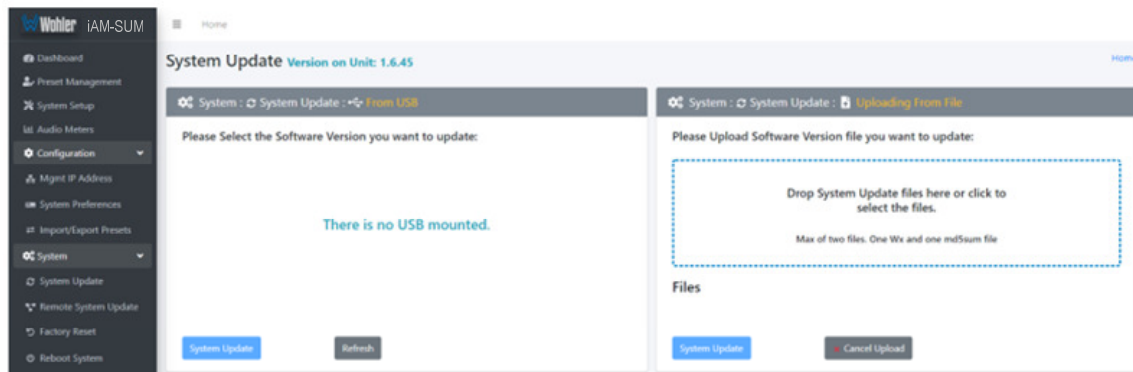 Wohler iAM-SUM
Home
Dashboard
Preset Management
System Setup
Audio Meters
Configuration
Mgmt IP Address
System Preferences
Import/Export Presets
System
System Update
Remote System Update
Factory Reset
Reboot System
System Update Version on Unit: 1.6.45
Home
System : System Update : From USB
Please Select the Software Version you want to update:
There is no USB mounted.
System Update
Refresh
System : System Update : Uploading From File
Please Upload Software Version file you want to update:
Drop System Update files here or click to
select the files.
Max of two files. One Wx and one md5sum file
Files
System Update
Cancel Upload